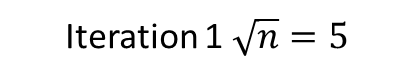 Iteration 1 √n = 5